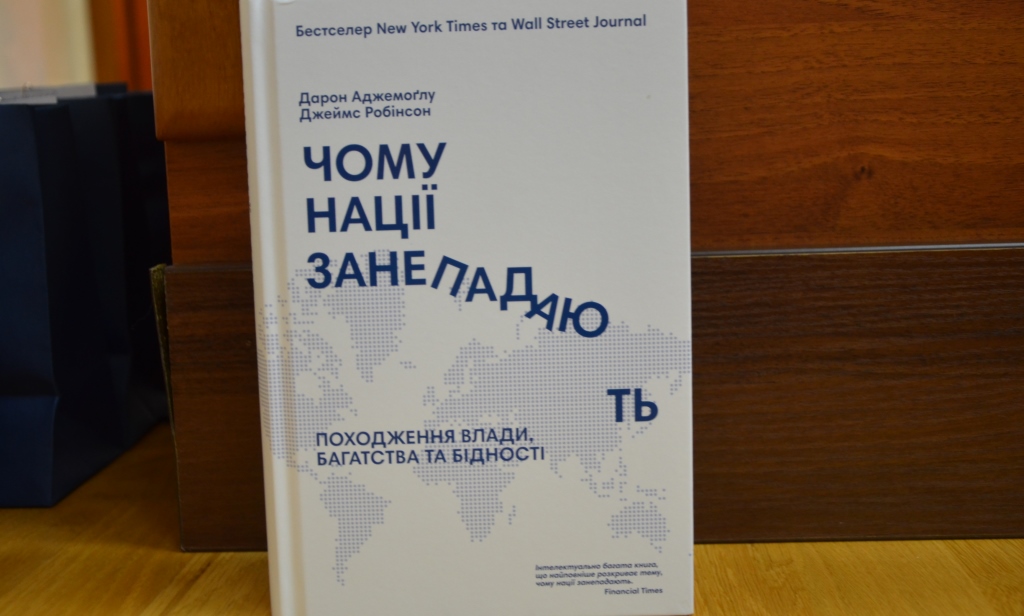 Бестселер New York Times та Wall Street Journal
Дарон Аджемоґлу
Джеймс Робінсон
ЧОМУ
НАЦІЇ
ЗАНЕПАДАЮ
ТЬ
ПОХОДЖЕННЯ ВЛАДИ,
БАГАТСТВА ТА БІДНОСТІ
Інтелектуально багата книга,
що найповніше розкриває тему,
чому нації занепадають.
Financial Times